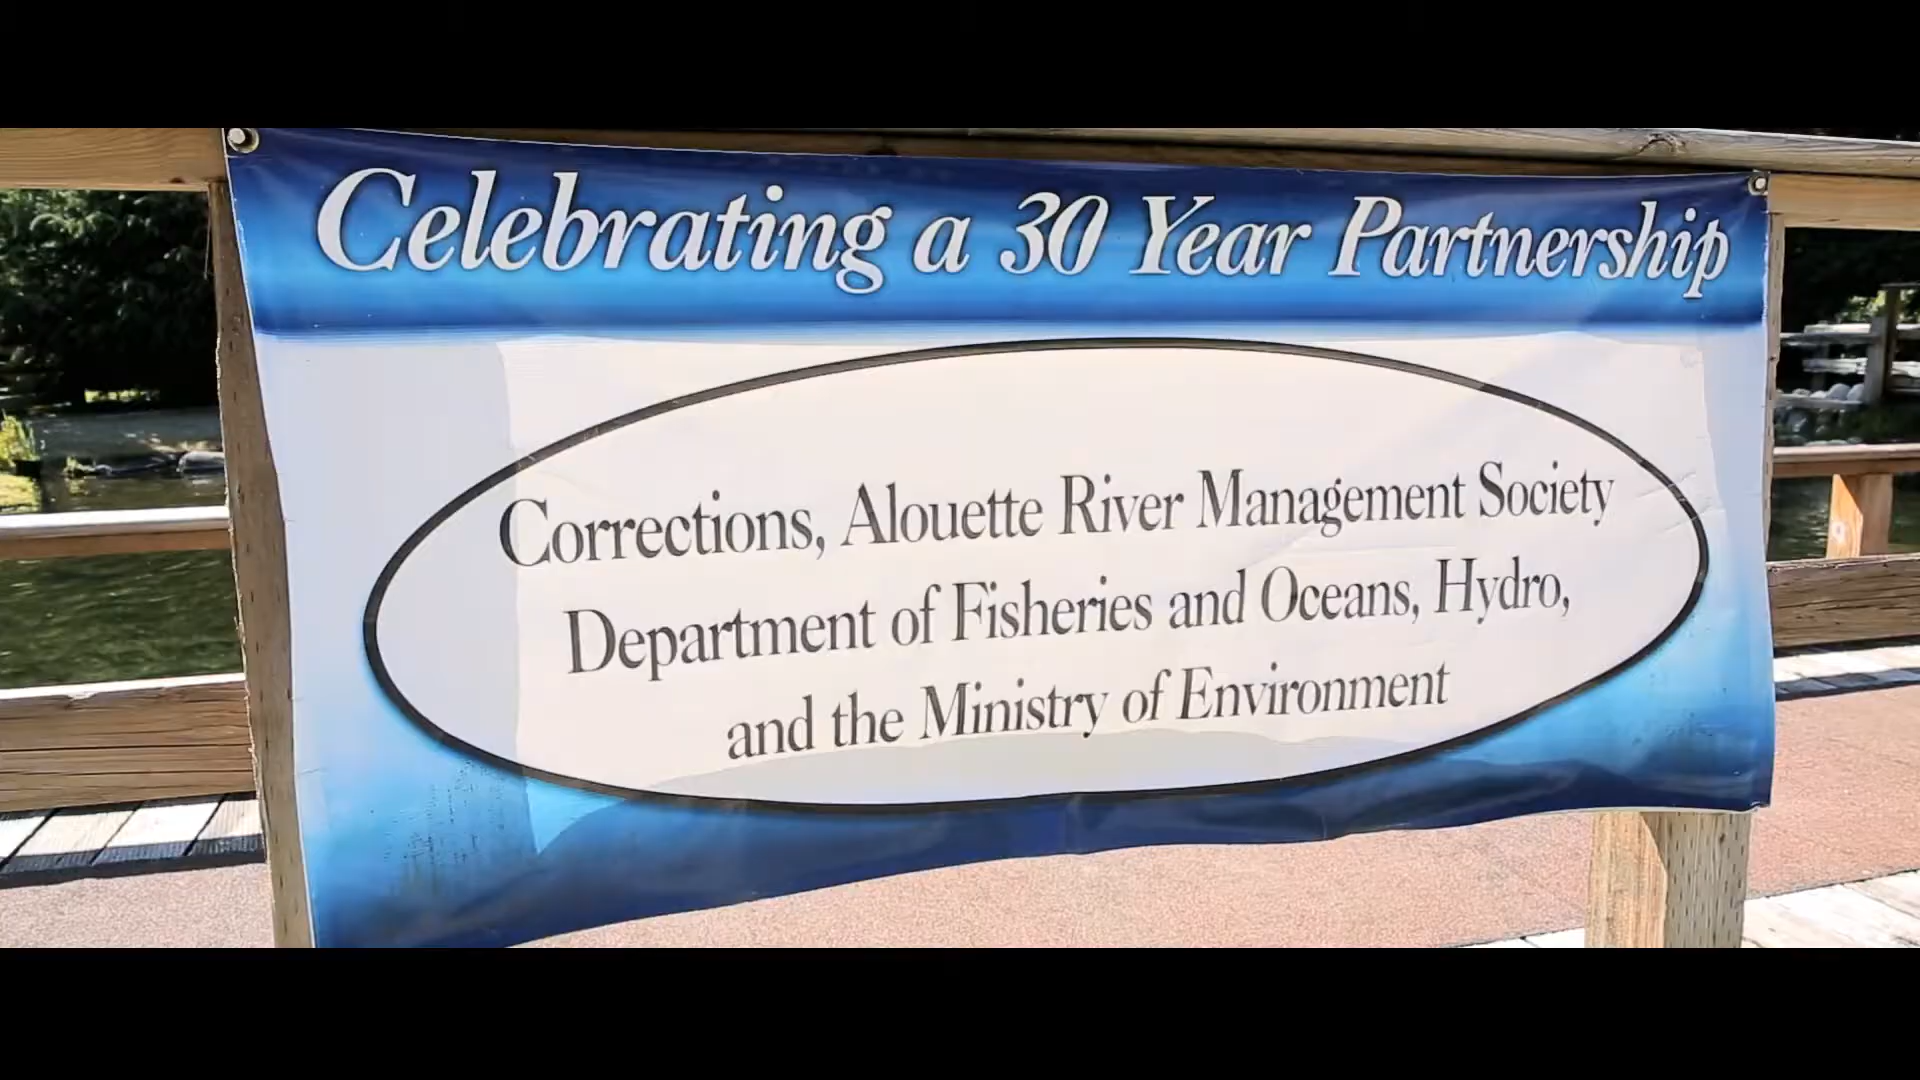 Celebrating a 30 Year Partnership
Corrections, Alouette River Management Society
Department of Fisheries and Oceans, Hydro,
and the Ministry of Environment